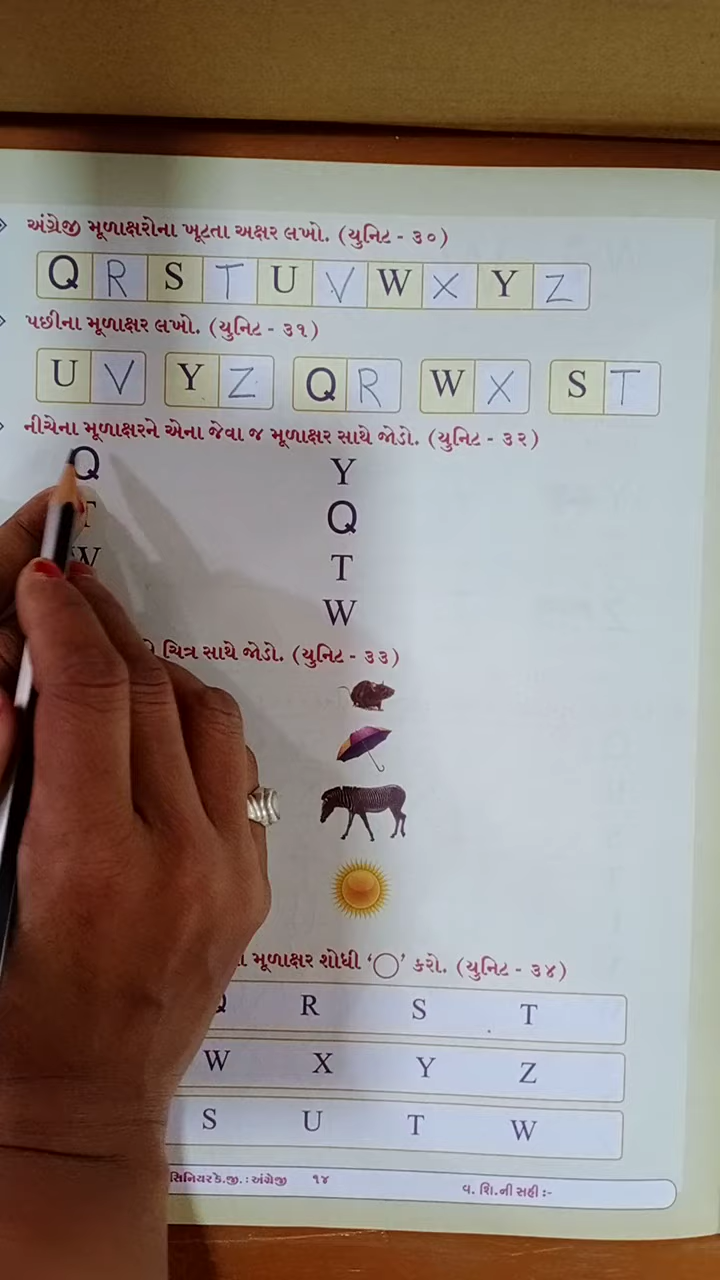 અંગ્રેજી મૂળાક્ષરોના ખૂટતા અક્ષર લખો. (યુનિટ - ૩૦)
Q R S T U V W X Y Z
પછીના મૂળાક્ષર લખો. (યુનિટ - ૩૧)
U V Y Z Q R W X S T
નીચેના મૂળાક્ષરને એના જેવા જ મૂળાક્ષર સાથે જોડો. (યુનિટ - ૩૨)
Q Y
T Q
W T
W
ચિત્ર સાથે જોડો. (યુનિટ - ૩૩)
મૂળાક્ષર શોધી ‘○’ કરો. (યુનિટ - ૩૪)
Q R S T
W X Y Z
S U T W
સિનિયર કે.જી. : અંગ્રેજી ૧૪ વ. શિ.ની સહી :-